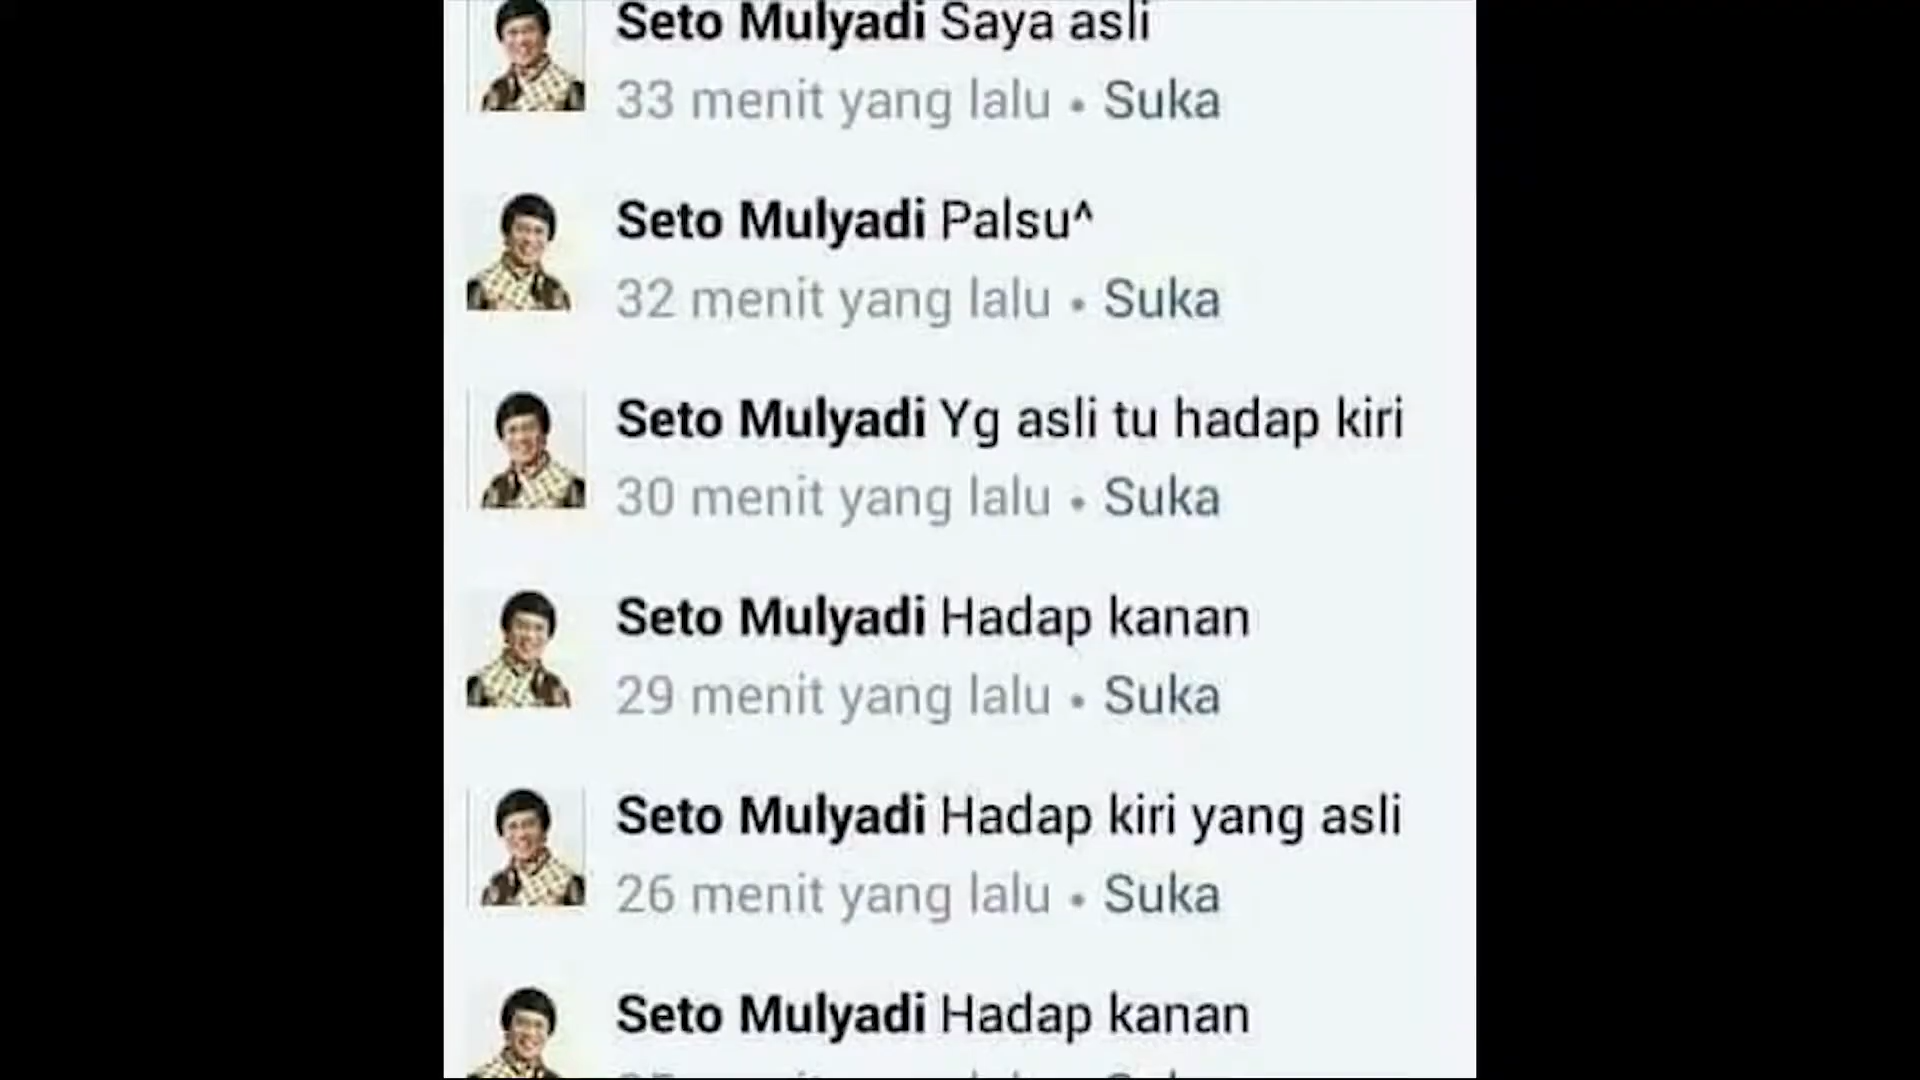 Seto Mulyadi Saya asli
33 menit yang lalu • Suka
Seto Mulyadi Palsu^
32 menit yang lalu • Suka
Seto Mulyadi Yg asli tu hadap kiri
30 menit yang lalu • Suka
Seto Mulyadi Hadap kanan
29 menit yang lalu • Suka
Seto Mulyadi Hadap kiri yang asli
26 menit yang lalu • Suka
Seto Mulyadi Hadap kanan